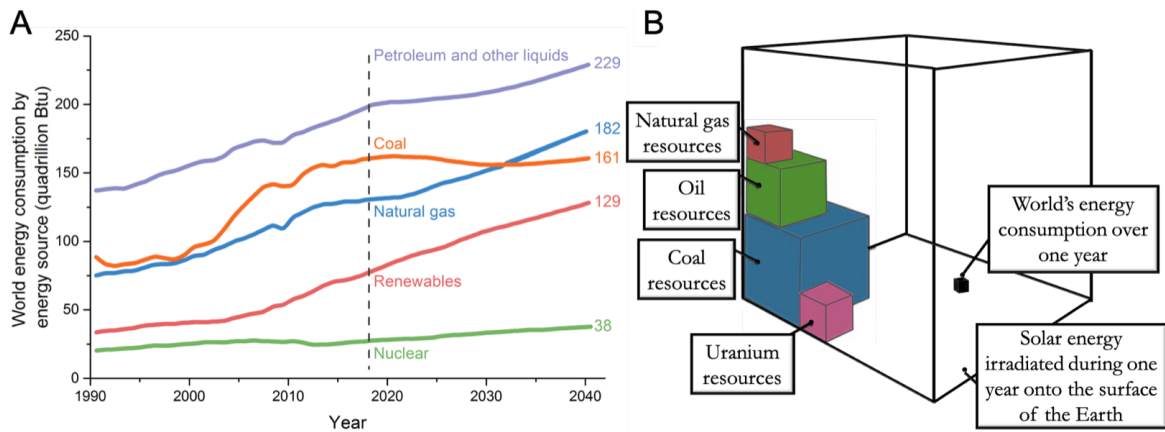 A
World energy consumption by
energy source (quadrillion Btu)
250
200
150
100
50
0
Petroleum and other liquids
229
182
Coal
161
Natural gas
129
Renewables
38
Nuclear
1990
2000
2010
2020
2030
2040
Year
B
Natural gas
resources
Oil
resources
Coal
resources
Uranium
resources
World's energy
consumption over
one year
Solar energy
irradiated during one
year onto the surface
of the Earth